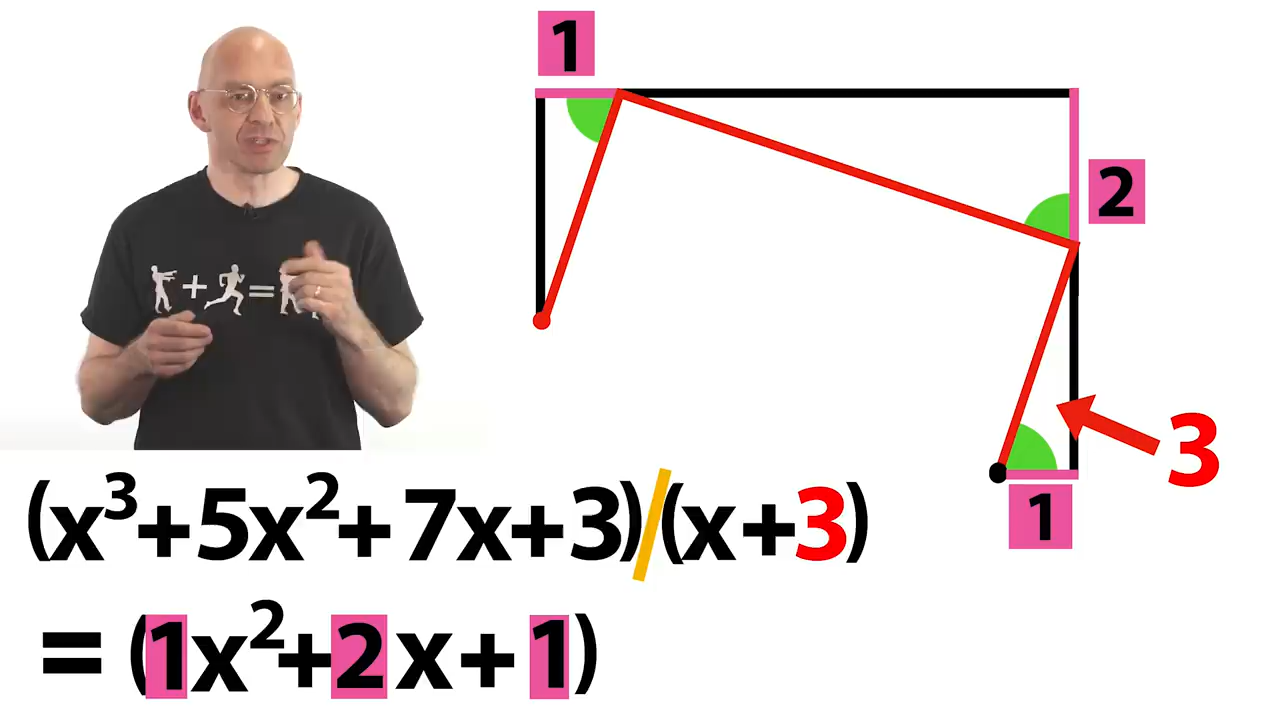 1
2
3
1
+ =
(x³+5x²+7x+3)/(x+3)
= (1x²+2x+1)